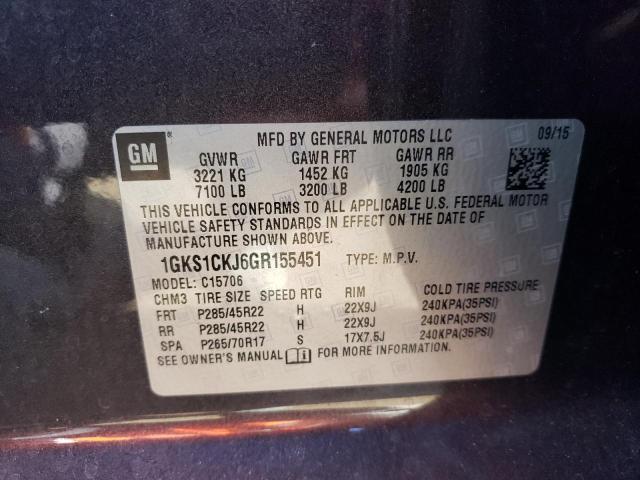 GM
MFD BY GENERAL MOTORS LLC 09/15
GVWR GAWR FRT GAWR RR
3221 KG 1452 KG 1905 KG
7100 LB 3200 LB 4200 LB
THIS VEHICLE CONFORMS TO ALL APPLICABLE U.S. FEDERAL MOTOR
VEHICLE SAFETY STANDARDS IN EFFECT ON THE DATE OF
MANUFACTURE SHOWN ABOVE.
1GKS1CKJ6GR155451 TYPE: M.P.V.
MODEL: C15706
CHM3 TIRE SIZE SPEED RTG RIM COLD TIRE PRESSURE
FRT P285/45R22 H 22X9J 240KPA(35PSI)
RR P285/45R22 H 22X9J 240KPA(35PSI)
SPA P265/70R17 S 17X7.5J 240KPA(35PSI)
SEE OWNER'S MANUAL FOR MORE INFORMATION.